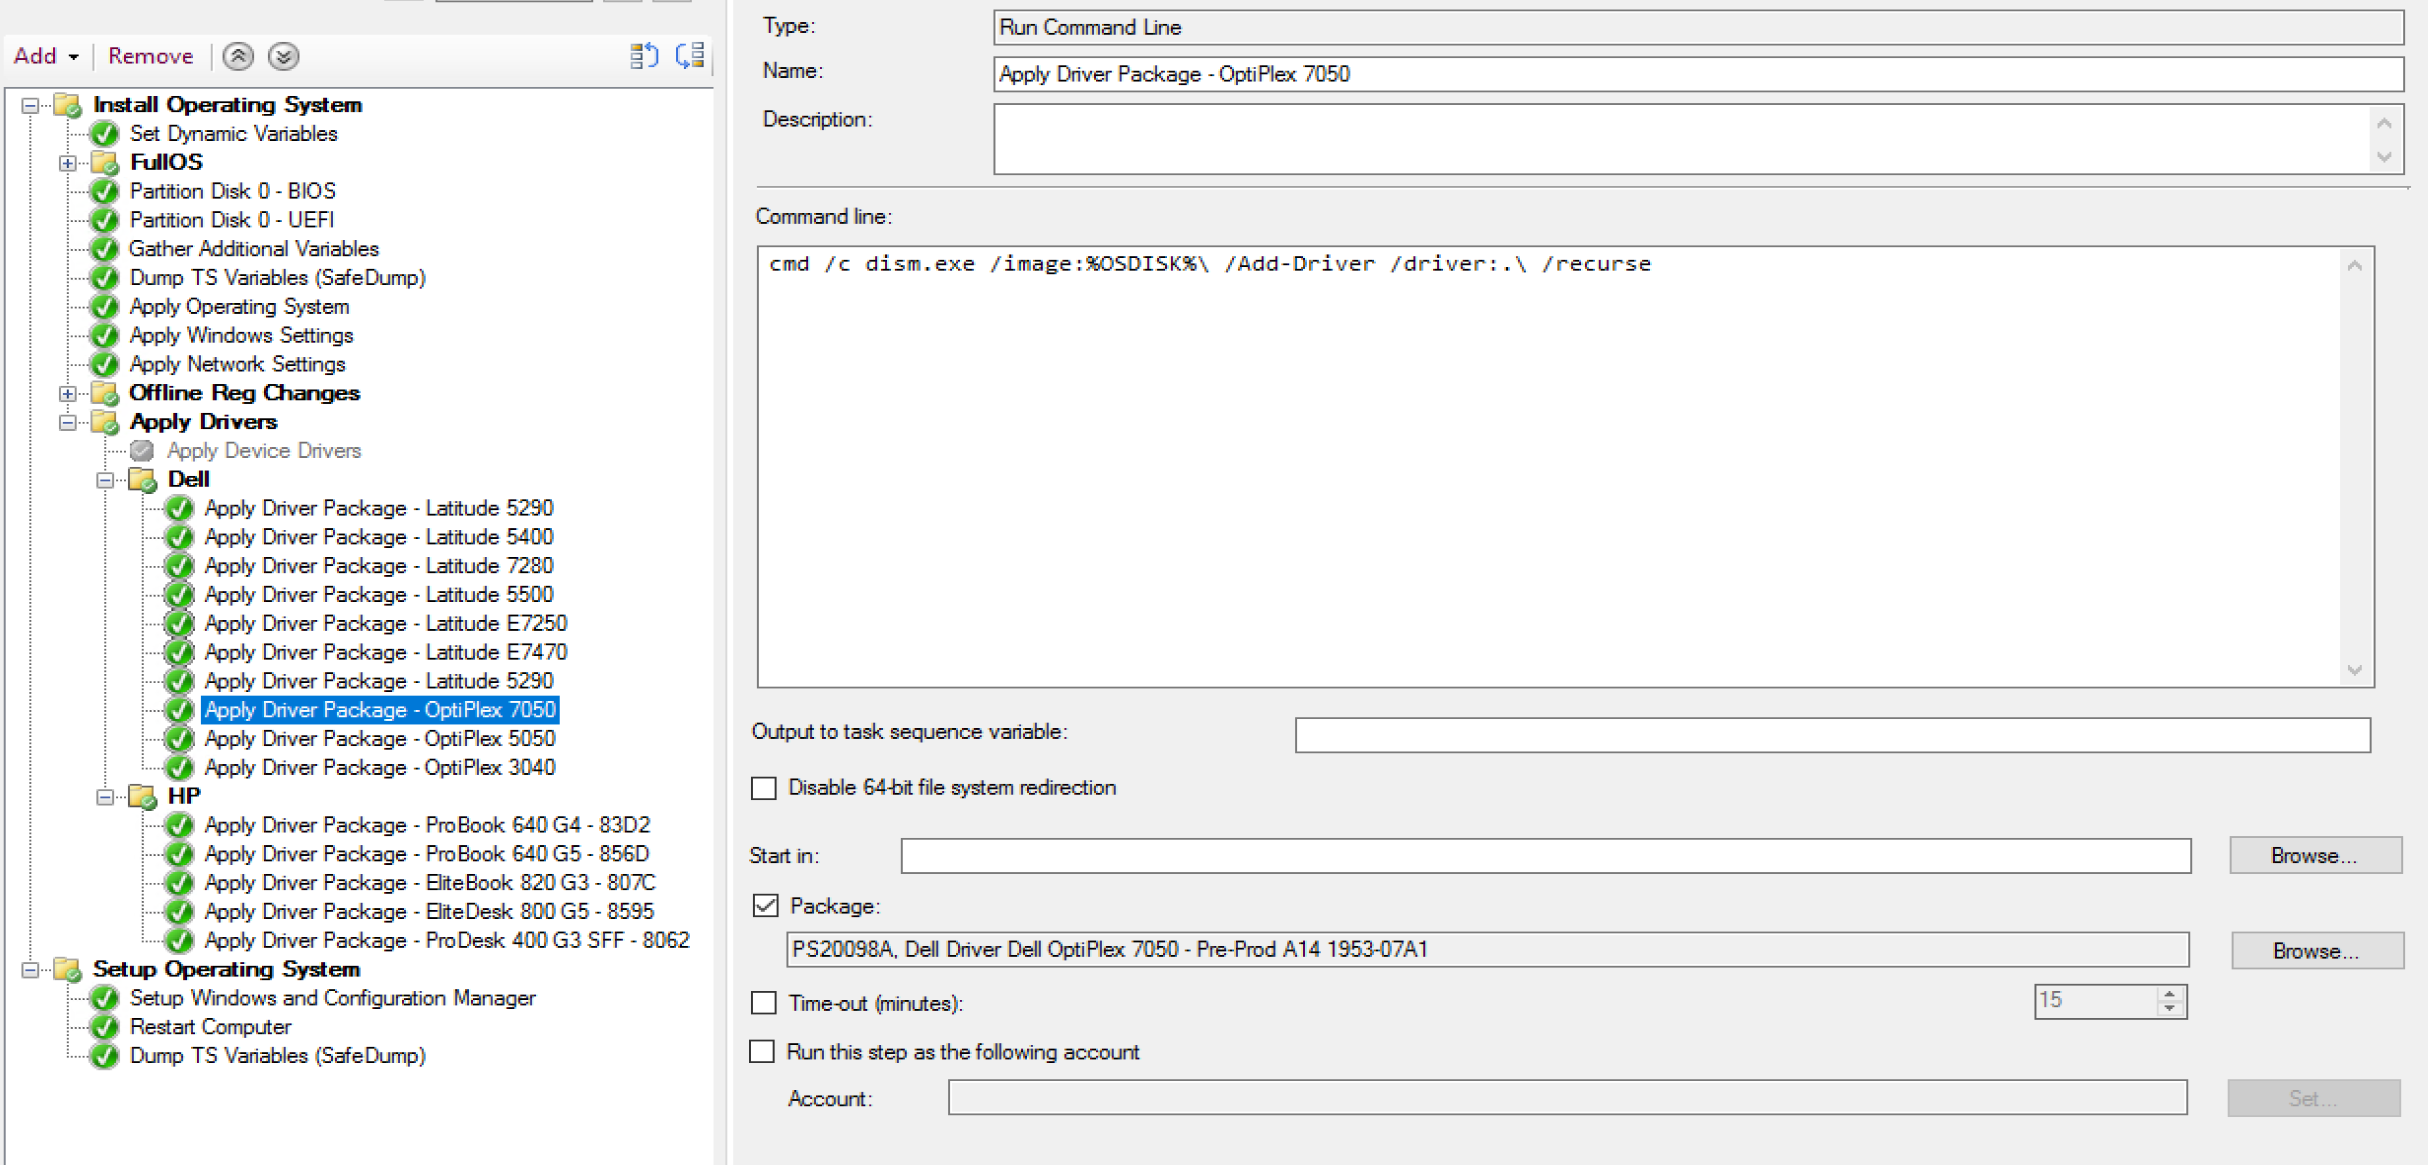 Add
Remove
Install Operating System
Set Dynamic Variables
FullOS
Partition Disk 0 - BIOS
Partition Disk 0 - UEFI
Gather Additional Variables
Dump TS Variables (SafeDump)
Apply Operating System
Apply Windows Settings
Apply Network Settings
Offline Reg Changes
Apply Drivers
Apply Device Drivers
Dell
Apply Driver Package - Latitude 5290
Apply Driver Package - Latitude 5400
Apply Driver Package - Latitude 7280
Apply Driver Package - Latitude 5500
Apply Driver Package - Latitude E7250
Apply Driver Package - Latitude E7470
Apply Driver Package - Latitude 5290
Apply Driver Package - OptiPlex 7050
Apply Driver Package - OptiPlex 5050
Apply Driver Package - OptiPlex 3040
HP
Apply Driver Package - ProBook 640 G4 - 83D2
Apply Driver Package - ProBook 640 G5 - 856D
Apply Driver Package - EliteBook 820 G3 - 807C
Apply Driver Package - EliteDesk 800 G5 - 8595
Apply Driver Package - ProDesk 400 G3 SFF - 8062
Setup Operating System
Setup Windows and Configuration Manager
Restart Computer
Dump TS Variables (SafeDump)
Type: Run Command Line
Name: Apply Driver Package - OptiPlex 7050
Description:
Command line:
cmd /c dism.exe /image:%OSDISK%\ /Add-Driver /driver:.\ /recurse
Output to task sequence variable:
Disable 64-bit file system redirection
Start in: Browse...
Package:
PS20098A, Dell Driver Dell OptiPlex 7050 - Pre-Prod A14 1953-07A1 Browse...
Time-out (minutes): 15
Run this step as the following account
Account: Set...